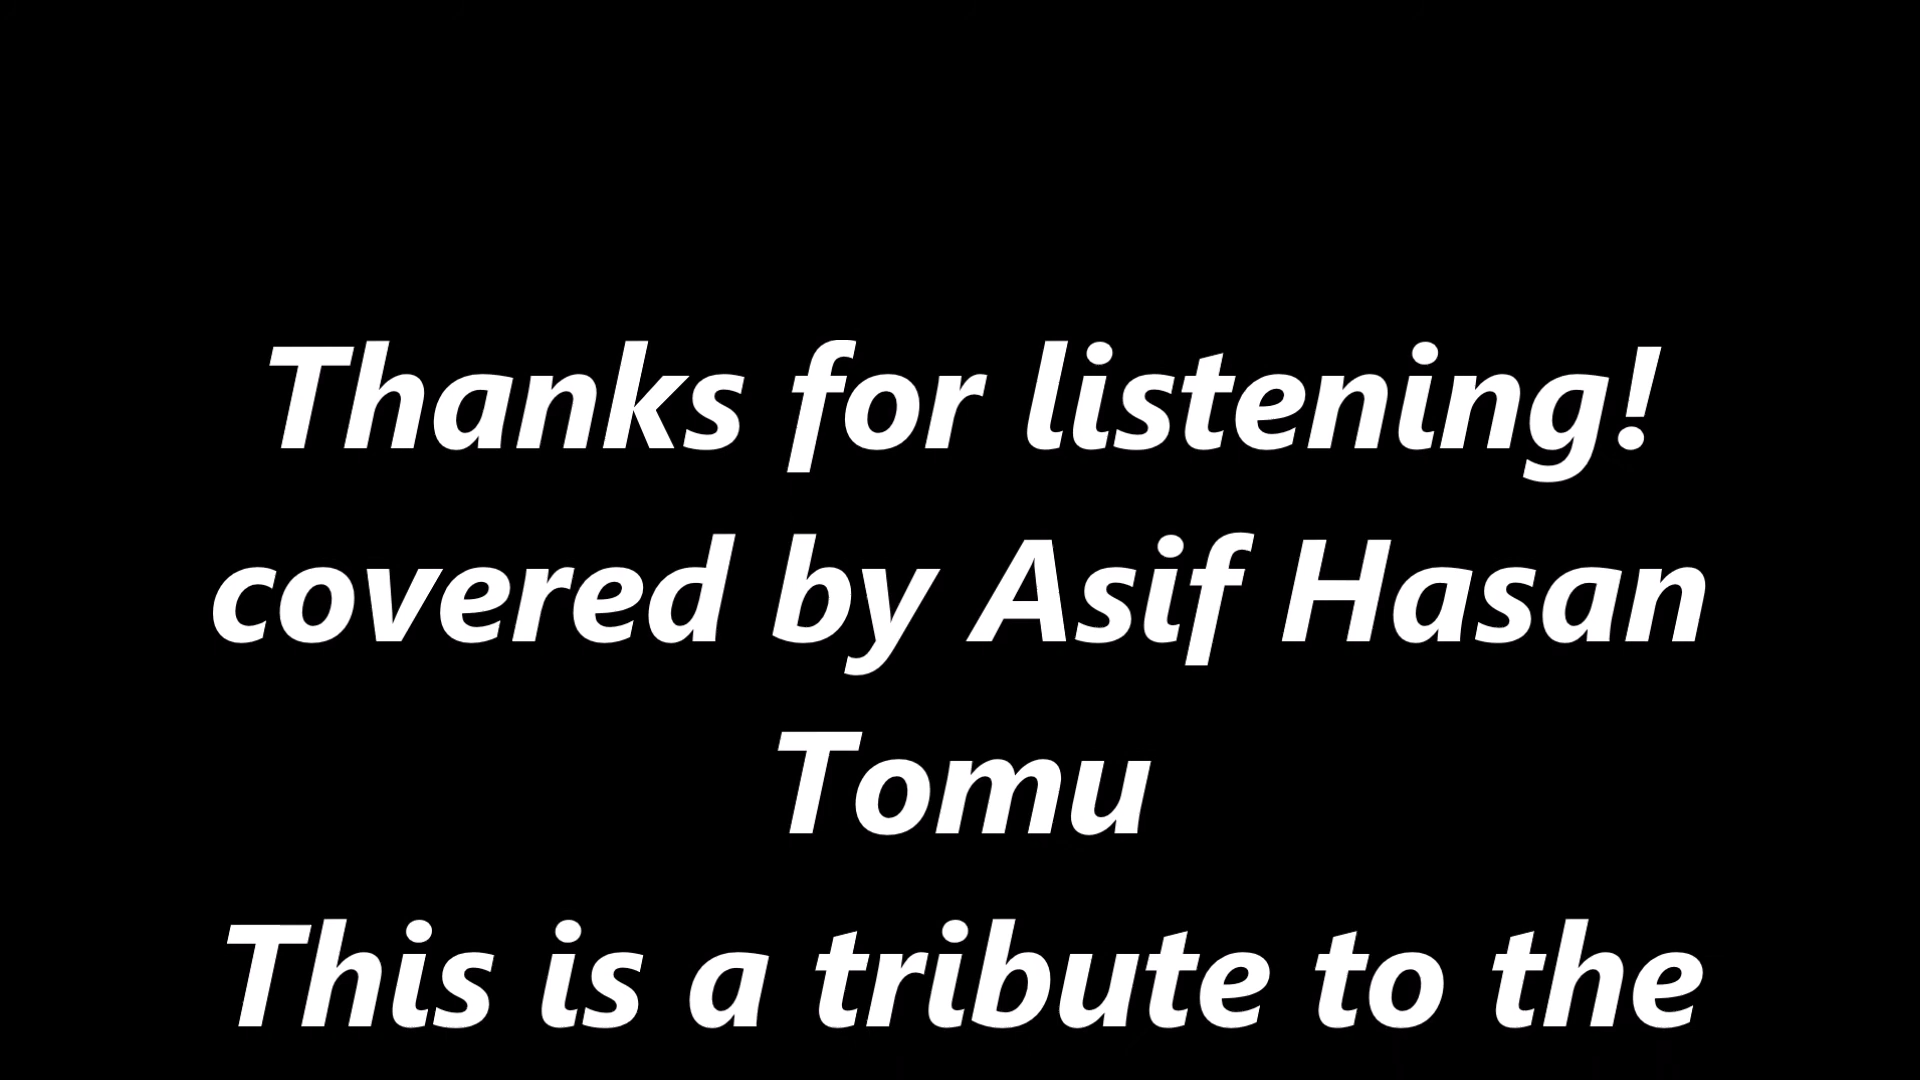 Thanks for listening!
covered by Asif Hasan
Tomu
This is a tribute to the